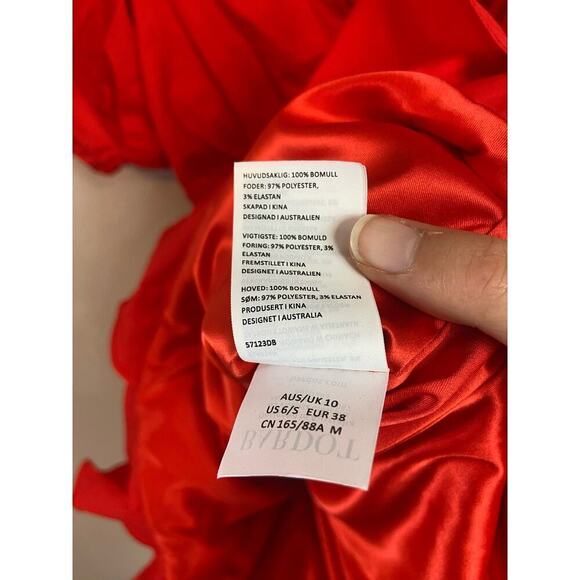 HUVUDSAKLIG: 100% BOMULL
FODER: 97% POLYESTER,
3% ELASTAN
SKAPAD I KINA
DESIGNAD I AUSTRALIEN
VIGTIGSTE: 100% BOMULD
FORING: 97% POLYESTER, 3%
ELASTAN
FREMSTILLET I KINA
DESIGNET I AUSTRALIEN
HOVED: 100% BOMULL
SØM: 97% POLYESTER, 3% ELASTAN
PRODUSERT I KINA
DESIGNET I AUSTRALIA
57123DB
AUS/UK 10
US 6/S EUR 38
CN 165/88A M
BARDOT